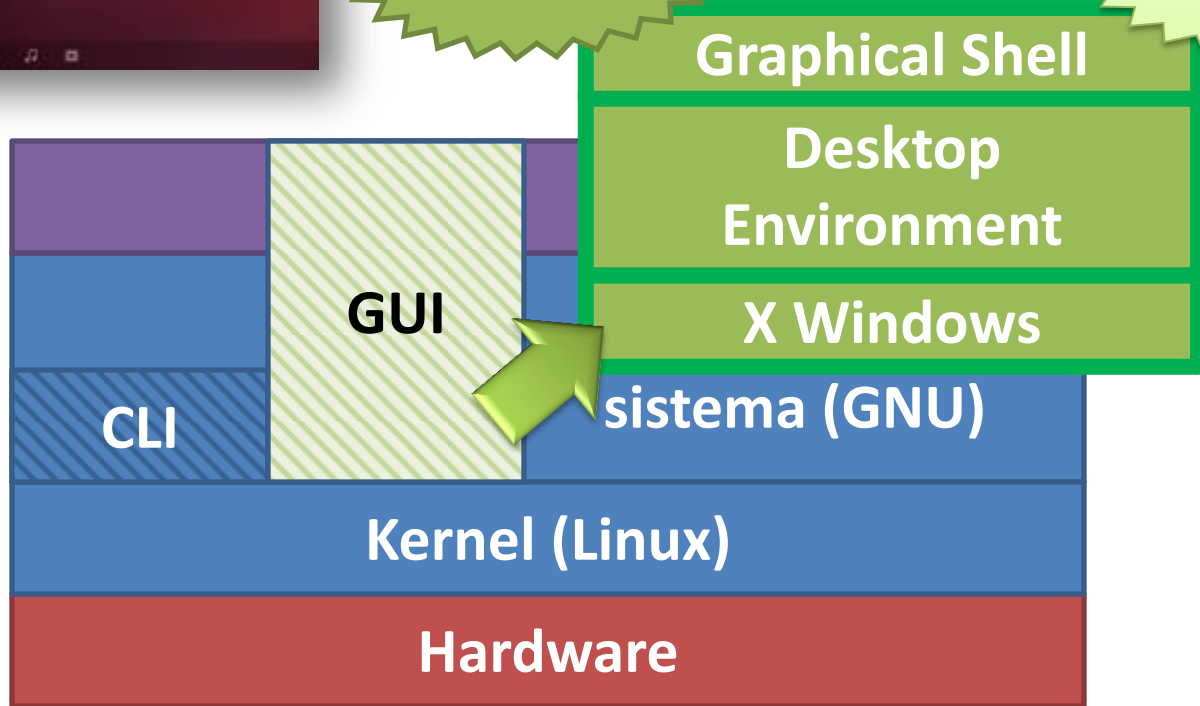 Graphical Shell
Desktop
Environment
X Windows
GUI
CLI
sistema (GNU)
Kernel (Linux)
Hardware